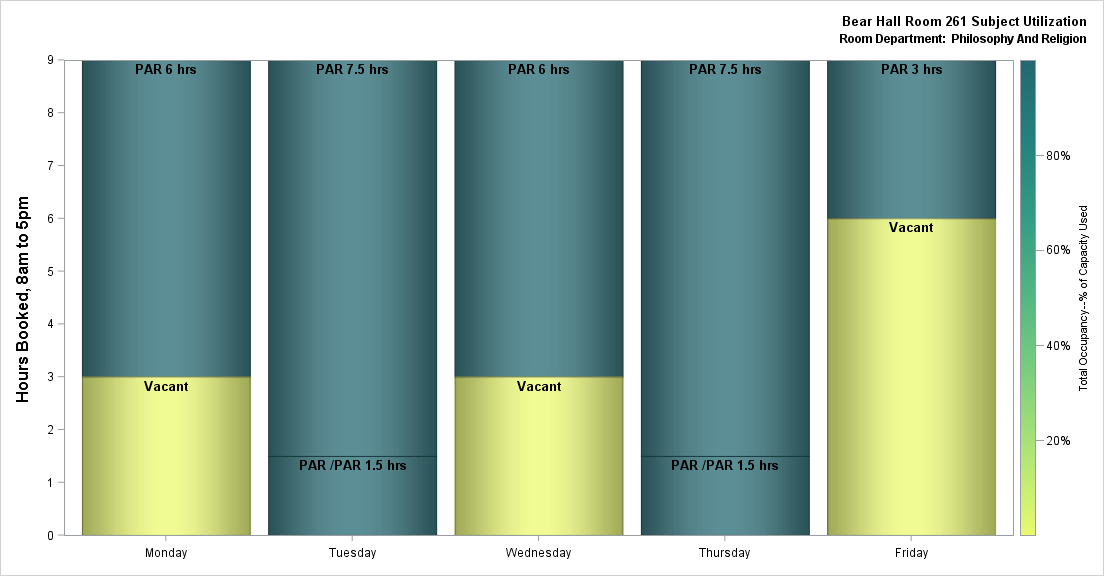 Bear Hall Room 261 Subject Utilization
Room Department: Philosophy And Religion
Hours Booked, 8am to 5pm
9
8
7
6
5
4
3
2
1
0
PAR 6 hrs
Vacant
PAR 7.5 hrs
PAR /PAR 1.5 hrs
PAR 6 hrs
Vacant
PAR 7.5 hrs
PAR /PAR 1.5 hrs
PAR 3 hrs
Vacant
Monday
Tuesday
Wednesday
Thursday
Friday
80%
60%
40%
20%
Total Occupancy--% of Capacity Used